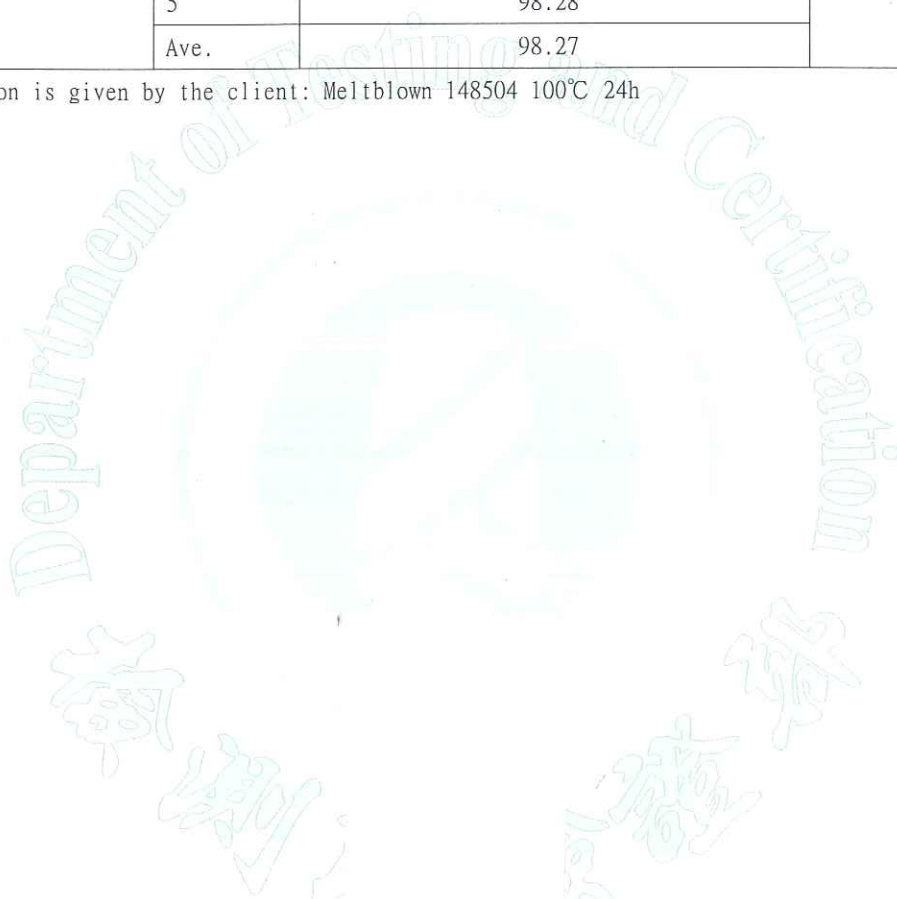 5 98.28
Ave. 98.27
on is given by the client: Meltblown 148504 100℃ 24h
Department of Testing and Certification